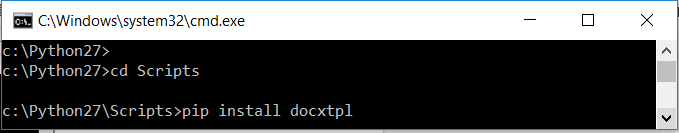 C:\Windows\system32\cmd.exe
c:\Python27>
c:\Python27>cd Scripts
c:\Python27\Scripts>pip install docxtpl